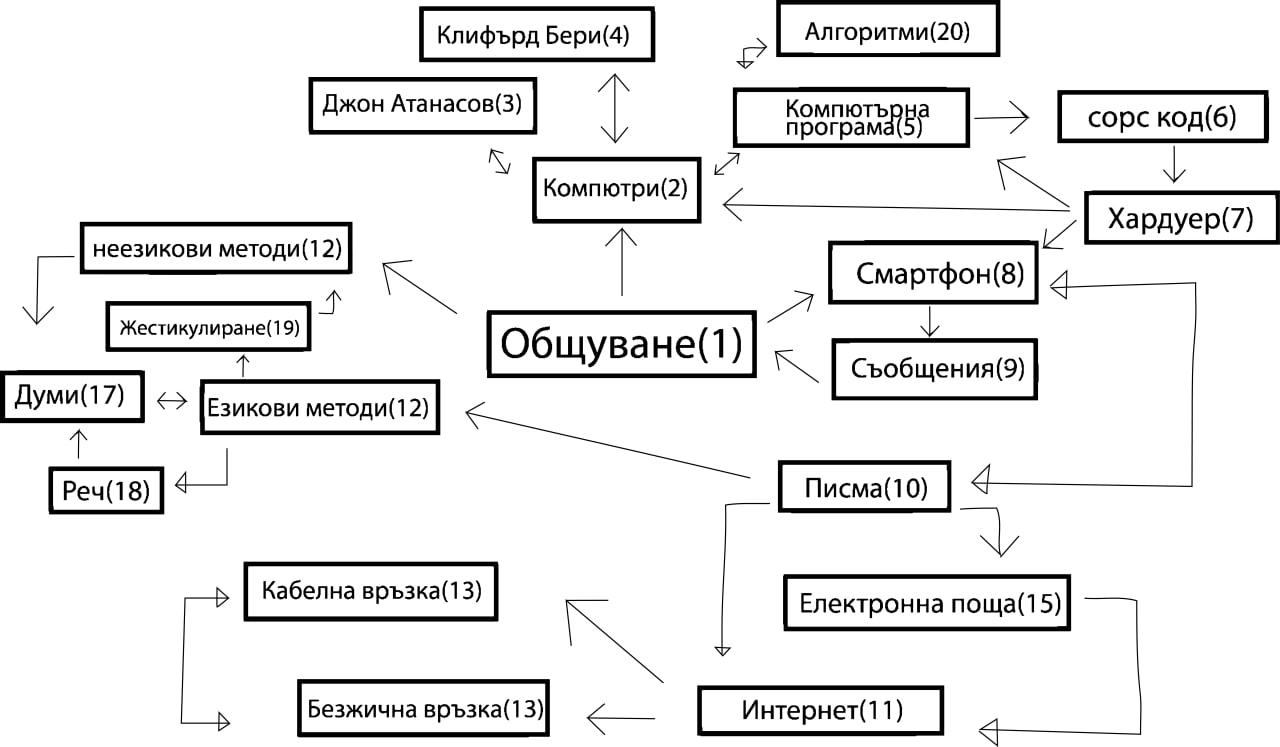 Клифърд Бери(4)
Алгоритми(20)
Джон Атанасов(3)
Компютърна
програма(5)
сорс код(6)
Компютри(2)
Хардуер(7)
неезикови методи(12)
Смартфон(8)
Жестикулиране(19)
Общуване(1)
Съобщения(9)
Думи(17)
Езикови методи(12)
Реч(18)
Писма(10)
Кабелна връзка(13)
Електронна поща(15)
Безжична връзка(13)
Интернет(11)